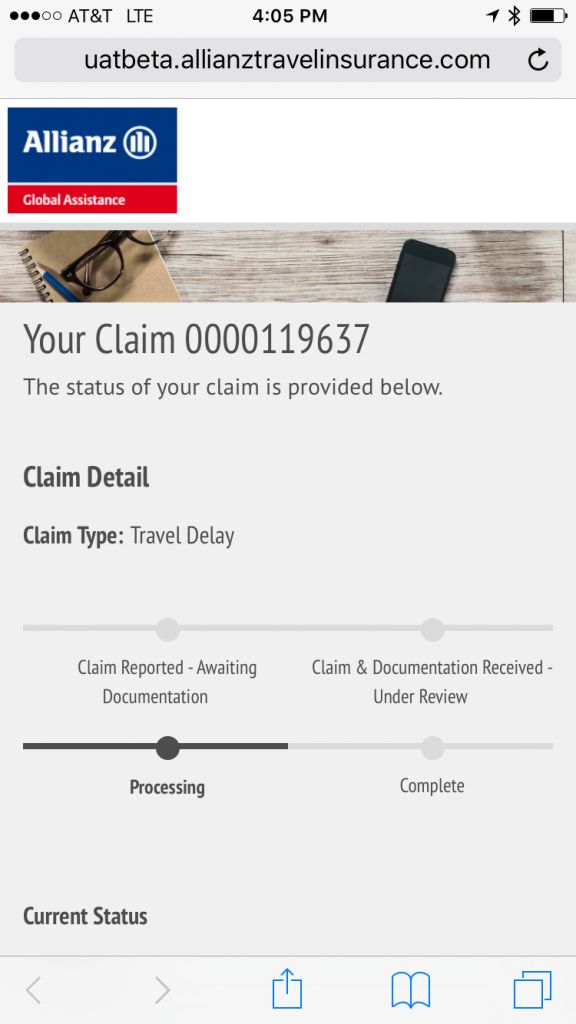 AT&T LTE 4:05 PM
uatbeta.allianztravelinsurance.com
Allianz
Global Assistance
Your Claim 0000119637
The status of your claim is provided below.
Claim Detail
Claim Type: Travel Delay
Claim Reported - Awaiting
Documentation
Claim & Documentation Received -
Under Review
Processing
Complete
Current Status